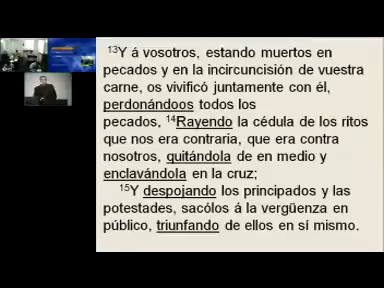 13Y á vosotros, estando muertos en
pecados y en la incircuncisión de vuestra
carne, os vivificó juntamente con él,
perdonándoos todos los
pecados, 14Rayendo la cédula de los ritos
que nos era contraria, que era contra
nosotros, quitándola de en medio y
enclavándola en la cruz;
15Y despojando los principados y las
potestades, sacólos á la vergüenza en
público, triunfando de ellos en sí mismo.